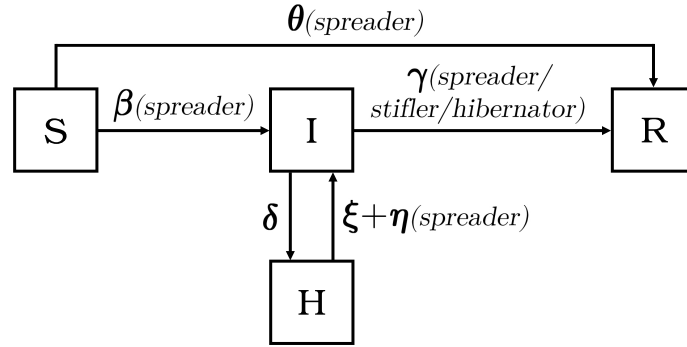 θ(spreader)
γ(spreader/
stifler/hibernator)
β(spreader)
S
I
R
δ
ξ+η(spreader)
H